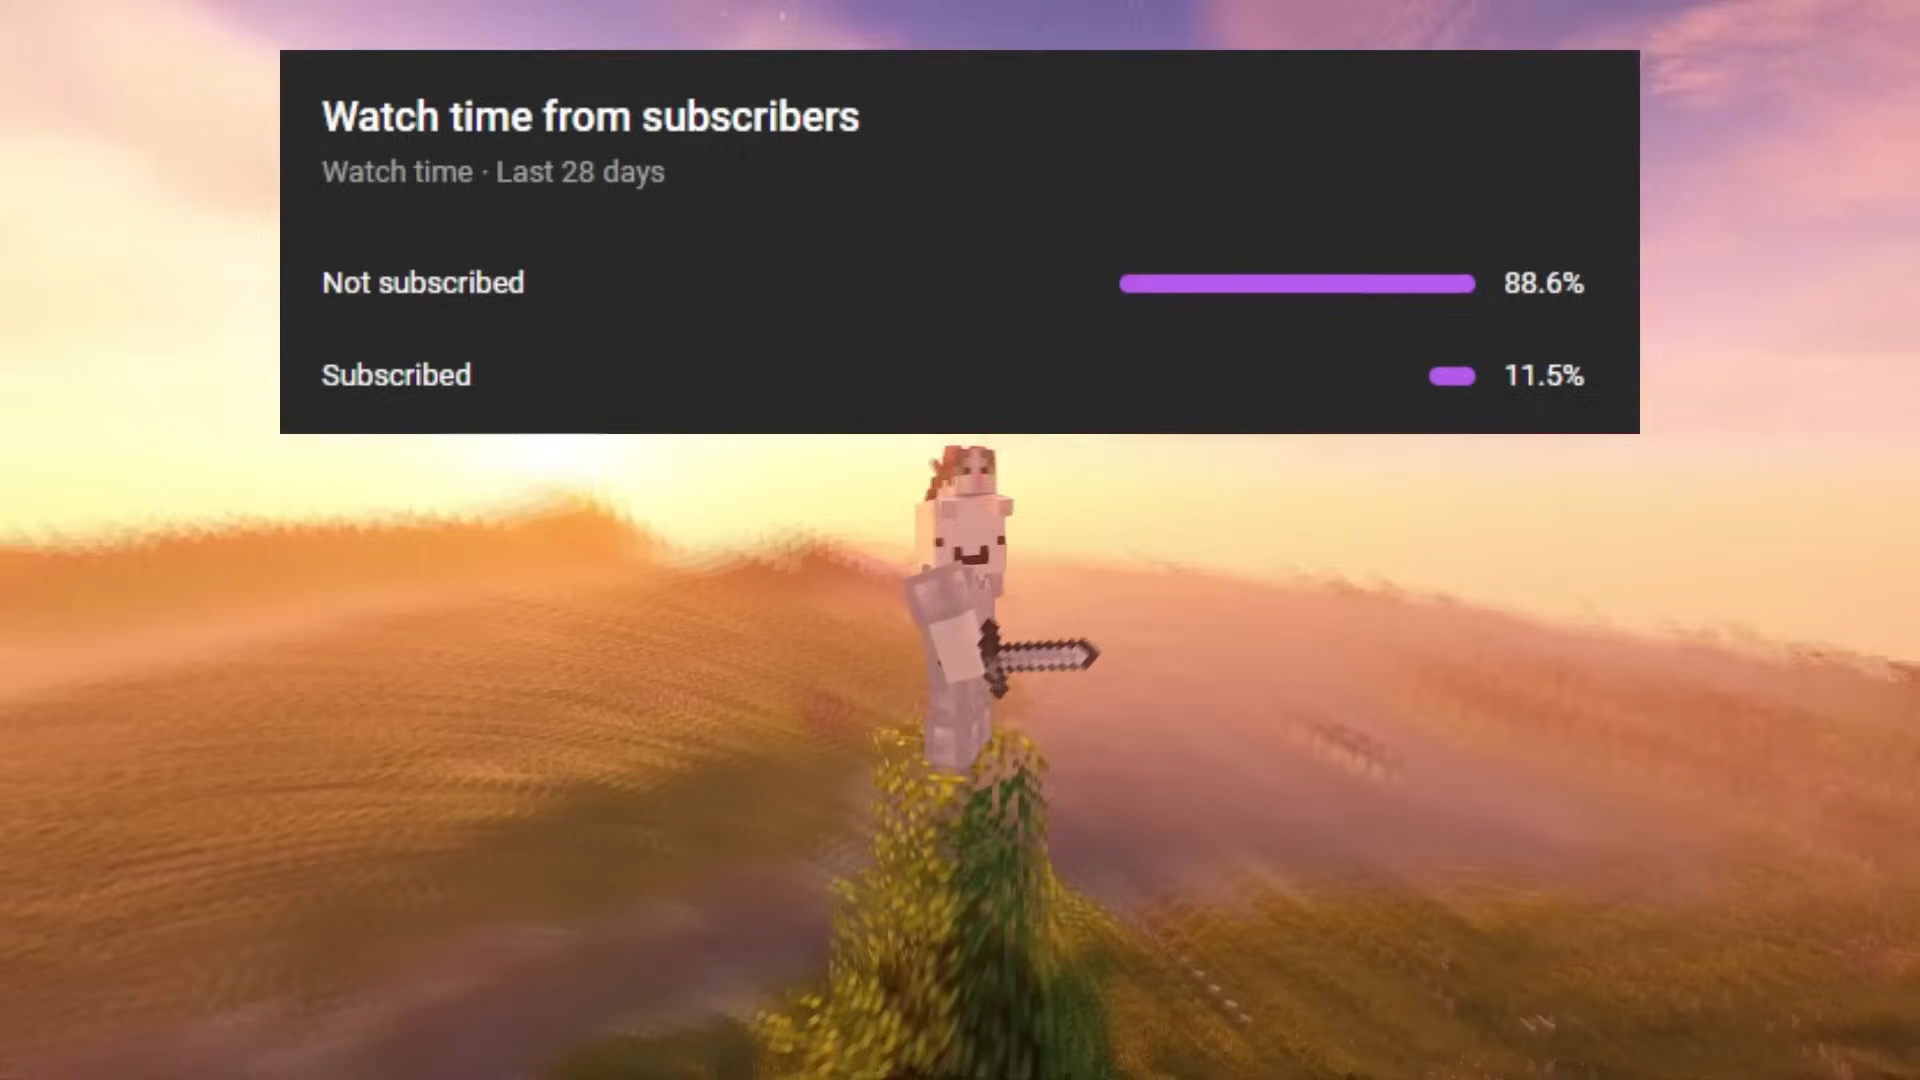 Watch time from subscribers
Watch time · Last 28 days
Not subscribed 88.6%
Subscribed 11.5%